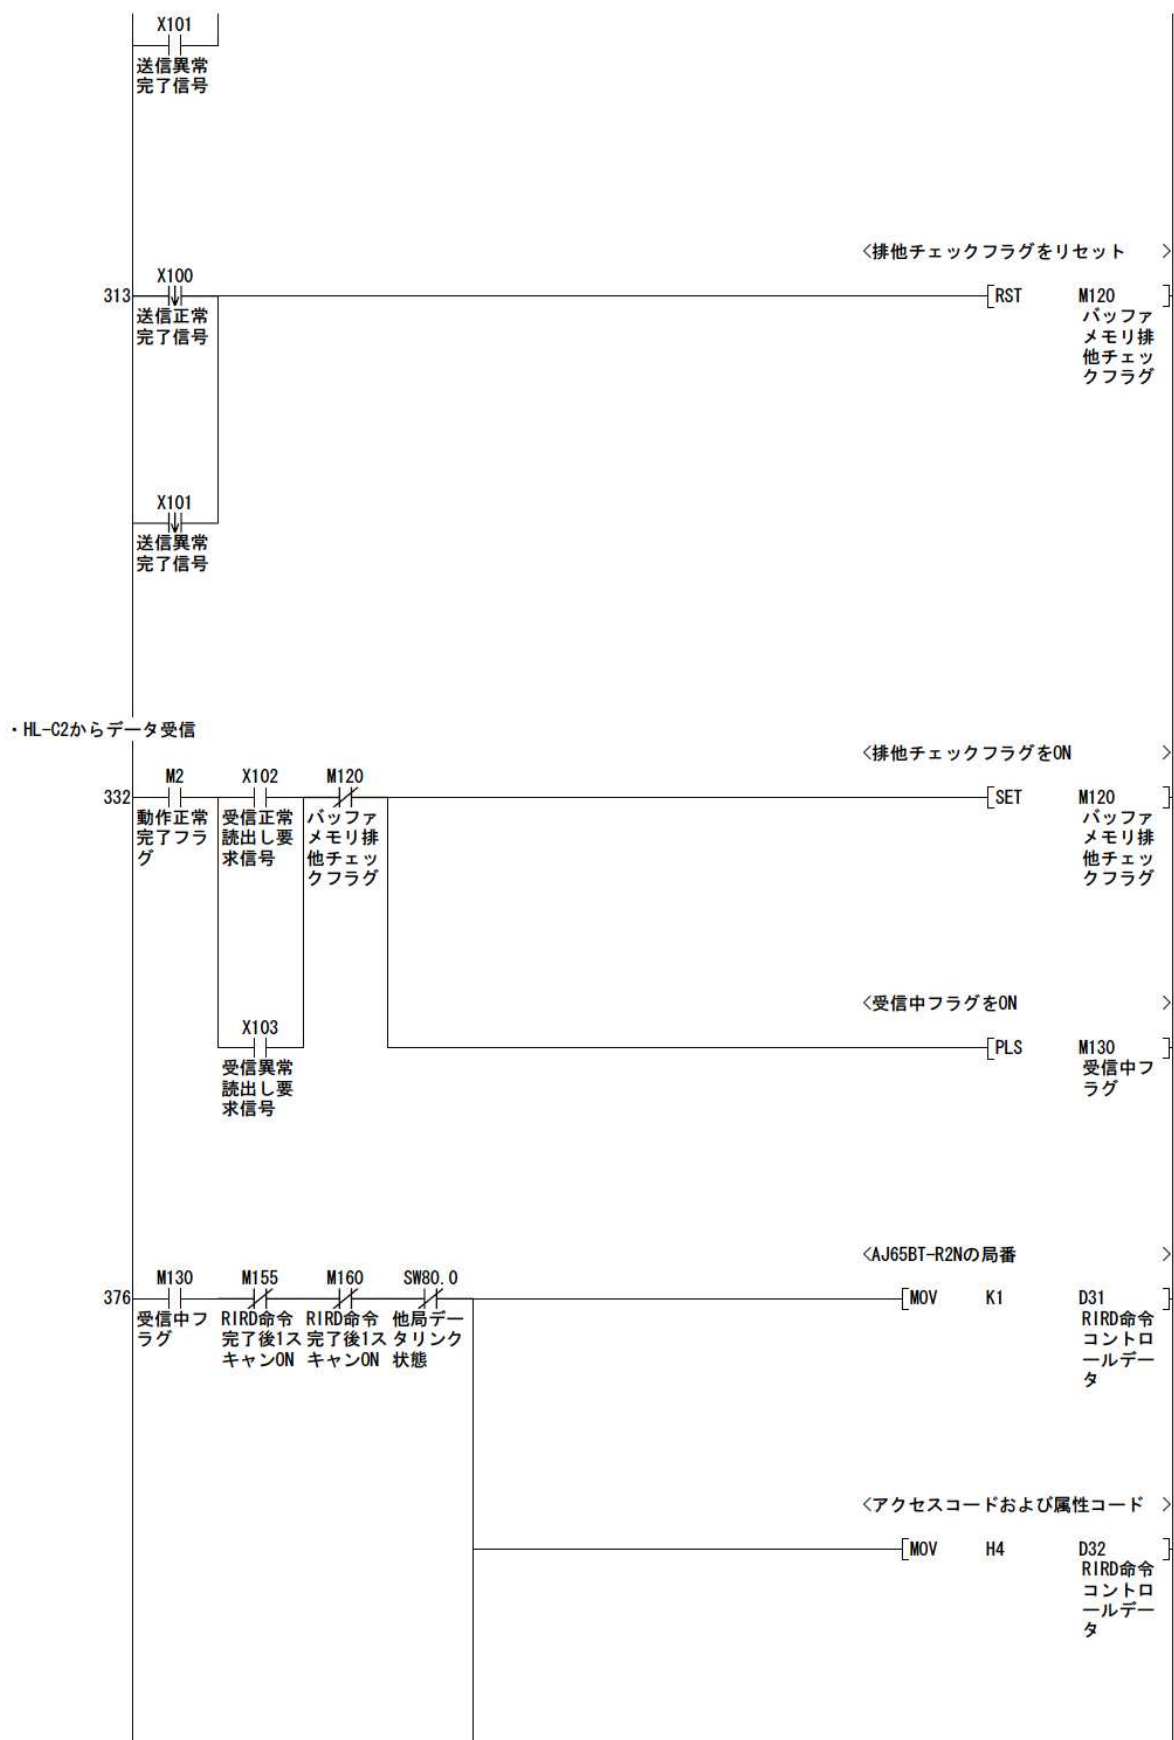 X101
送信異常
完了信号
<排他チェックフラグをリセット >
X100
313
[RST M120 ]
送信正常
完了信号
バッファ
メモリ排
他チェッ
クフラグ
X101
送信異常
完了信号
・HL-C2からデータ受信
<排他チェックフラグをON >
M2 X102 M120
332
[SET M120 ]
動作正常
完了フラ
グ
受信正常
読出し要
求信号
バッファ
メモリ排
他チェッ
クフラグ
バッファ
メモリ排
他チェッ
クフラグ
<受信中フラグをON >
X103
[PLS M130 ]
受信異常
読出し要
求信号
受信中フ
ラグ
<AJ65BT-R2Nの局番 >
M130 M155 M160 SW80.0
376
[MOV K1 D31 ]
受信中フ
ラグ
RIRD命令
完了後1ス
キャンON
RIRD命令
完了後1ス
キャンON
他局デー
タリンク
状態
RIRD命令
コントロ
ールデー
タ
<アクセスコードおよび属性コード >
[MOV H4 D32 ]
RIRD命令
コントロ
ールデー
タ